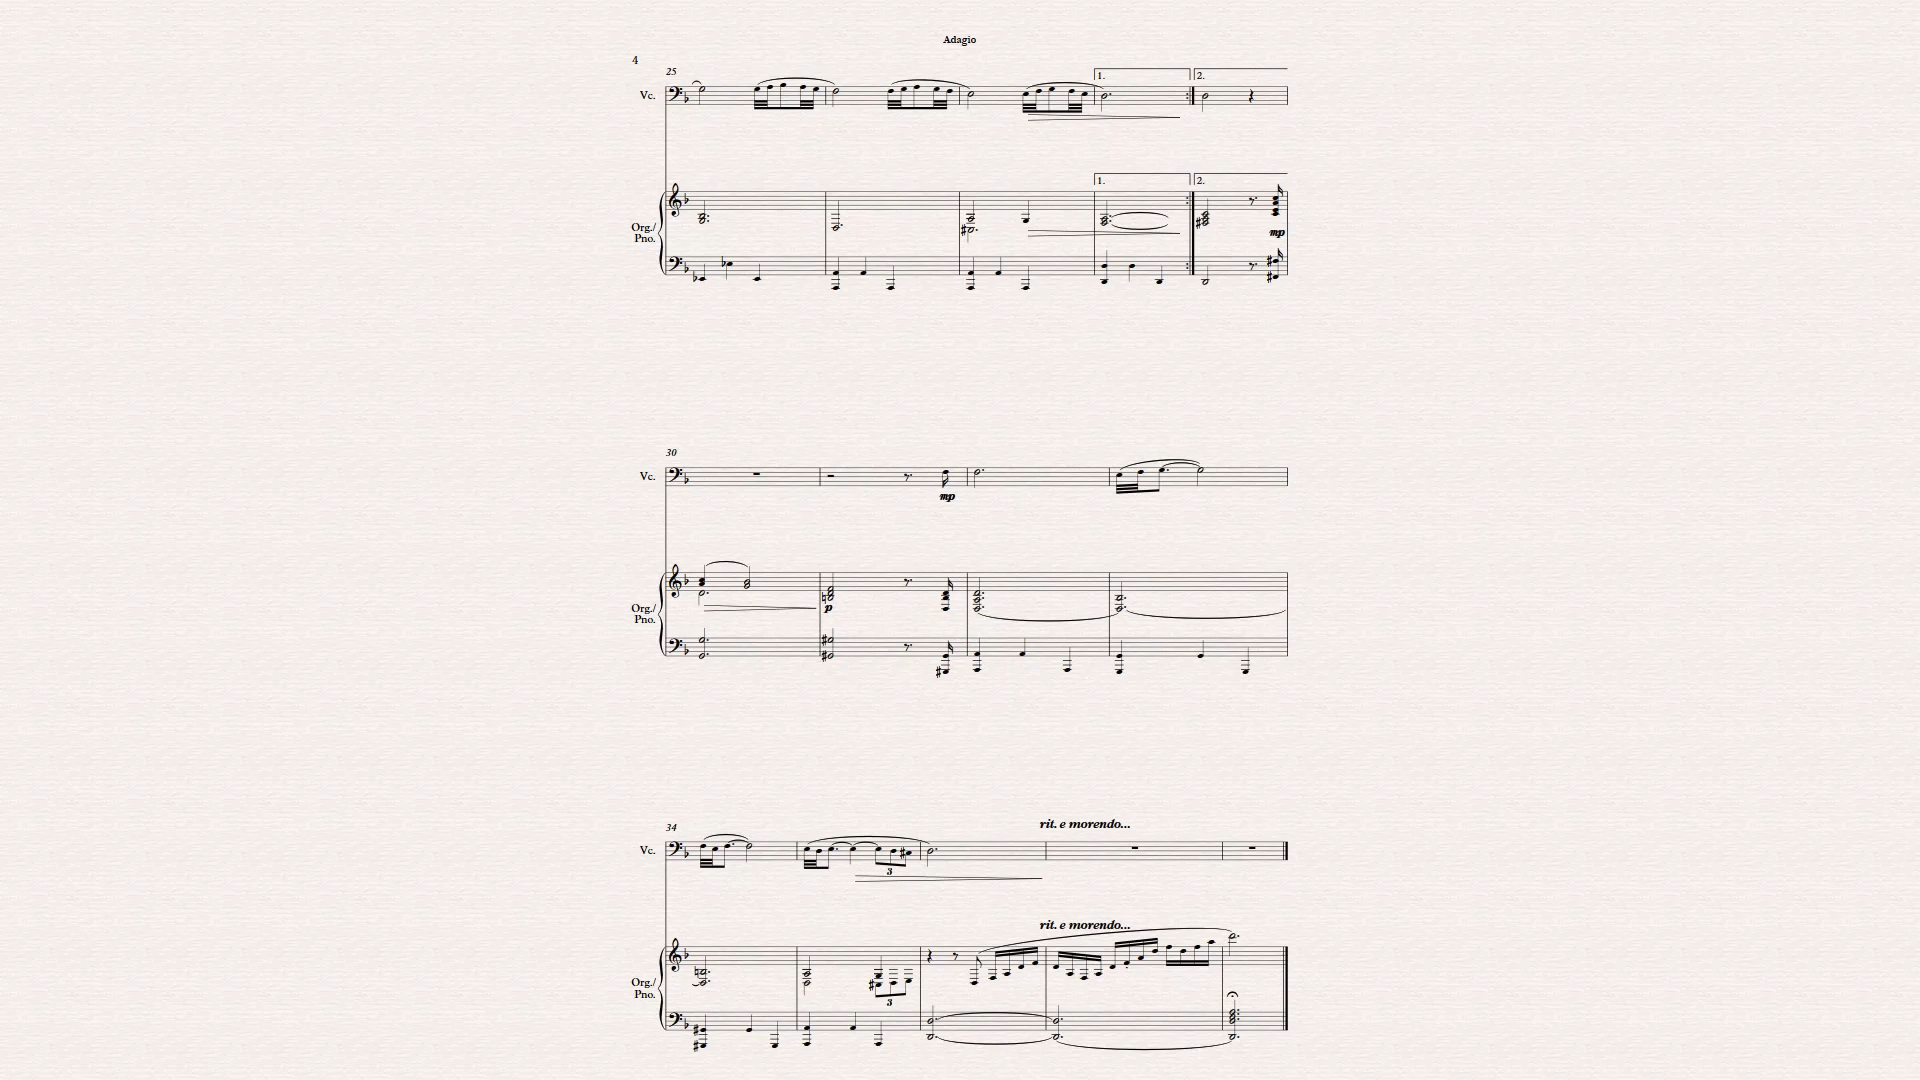 Adagio
4
25
1.
2.
Vc.
1.
2.
Org./
Pno.
mp
30
Vc.
mp
Org./
Pno.
p
34
rit. e morendo...
Vc.
3
rit. e morendo...
Org./
Pno.
3